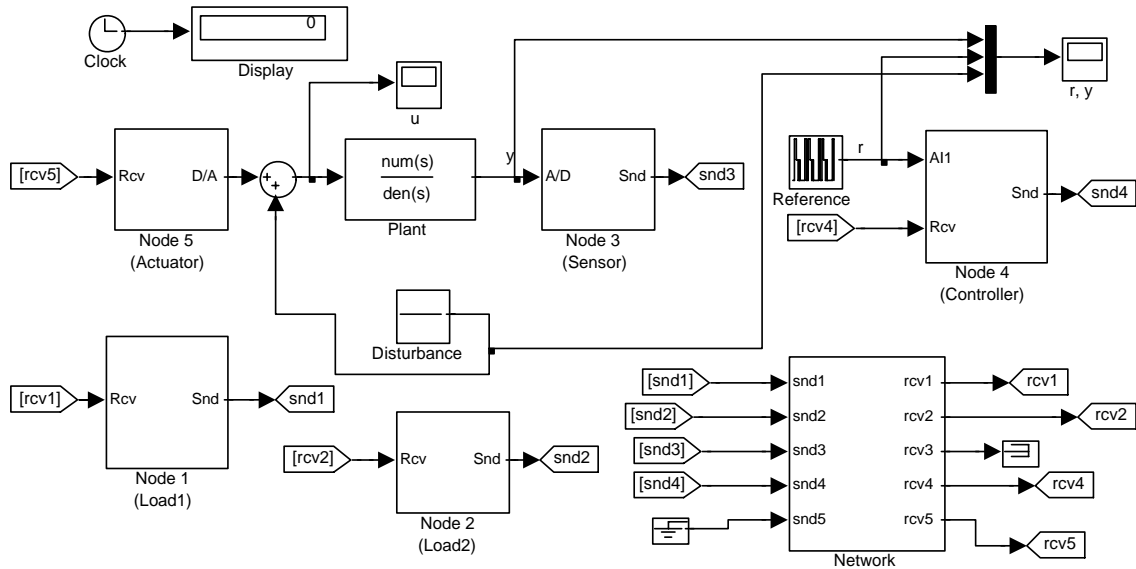 0
Clock
Display
u
r, y
[rcv5]
Rcv
D/A
+
+
num(s)
den(s)
y
A/D
Snd
snd3
r
AI1
Snd
snd4
Reference
[rcv4]
Rcv
Node 5
(Actuator)
Plant
Node 3
(Sensor)
Node 4
(Controller)
Disturbance
[rcv1]
Rcv
Snd
snd1
[rcv2]
Rcv
Snd
snd2
Node 1
(Load1)
Node 2
(Load2)
[snd1]
snd1
rcv1
rcv1
[snd2]
snd2
rcv2
rcv2
[snd3]
snd3
rcv3
[snd4]
snd4
rcv4
rcv4
snd5
rcv5
rcv5
Network